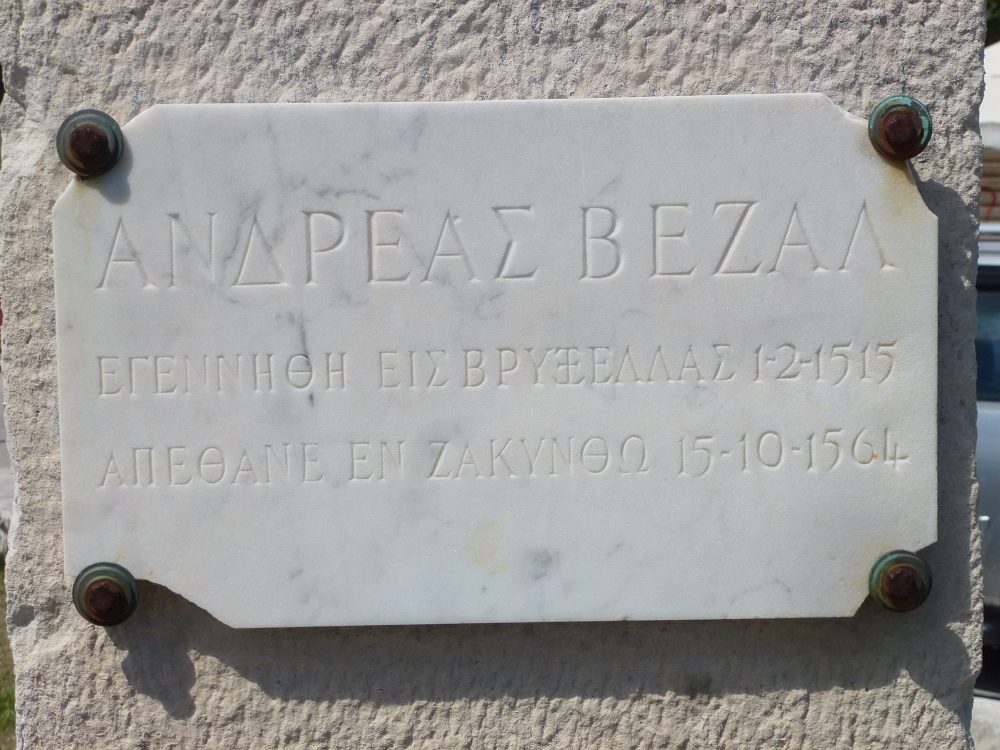 ΑΝΔΡΕΑΣ ΒΕΖΑΛ
ΕΓΕΝΝΗΘΗ ΕΙΣ ΒΡΥΞΕΛΛΑΣ 1-2-1515
ΑΠΕΘΑΝΕ ΕΝ ΖΑΚΥΝΘΩ 15-10-1564